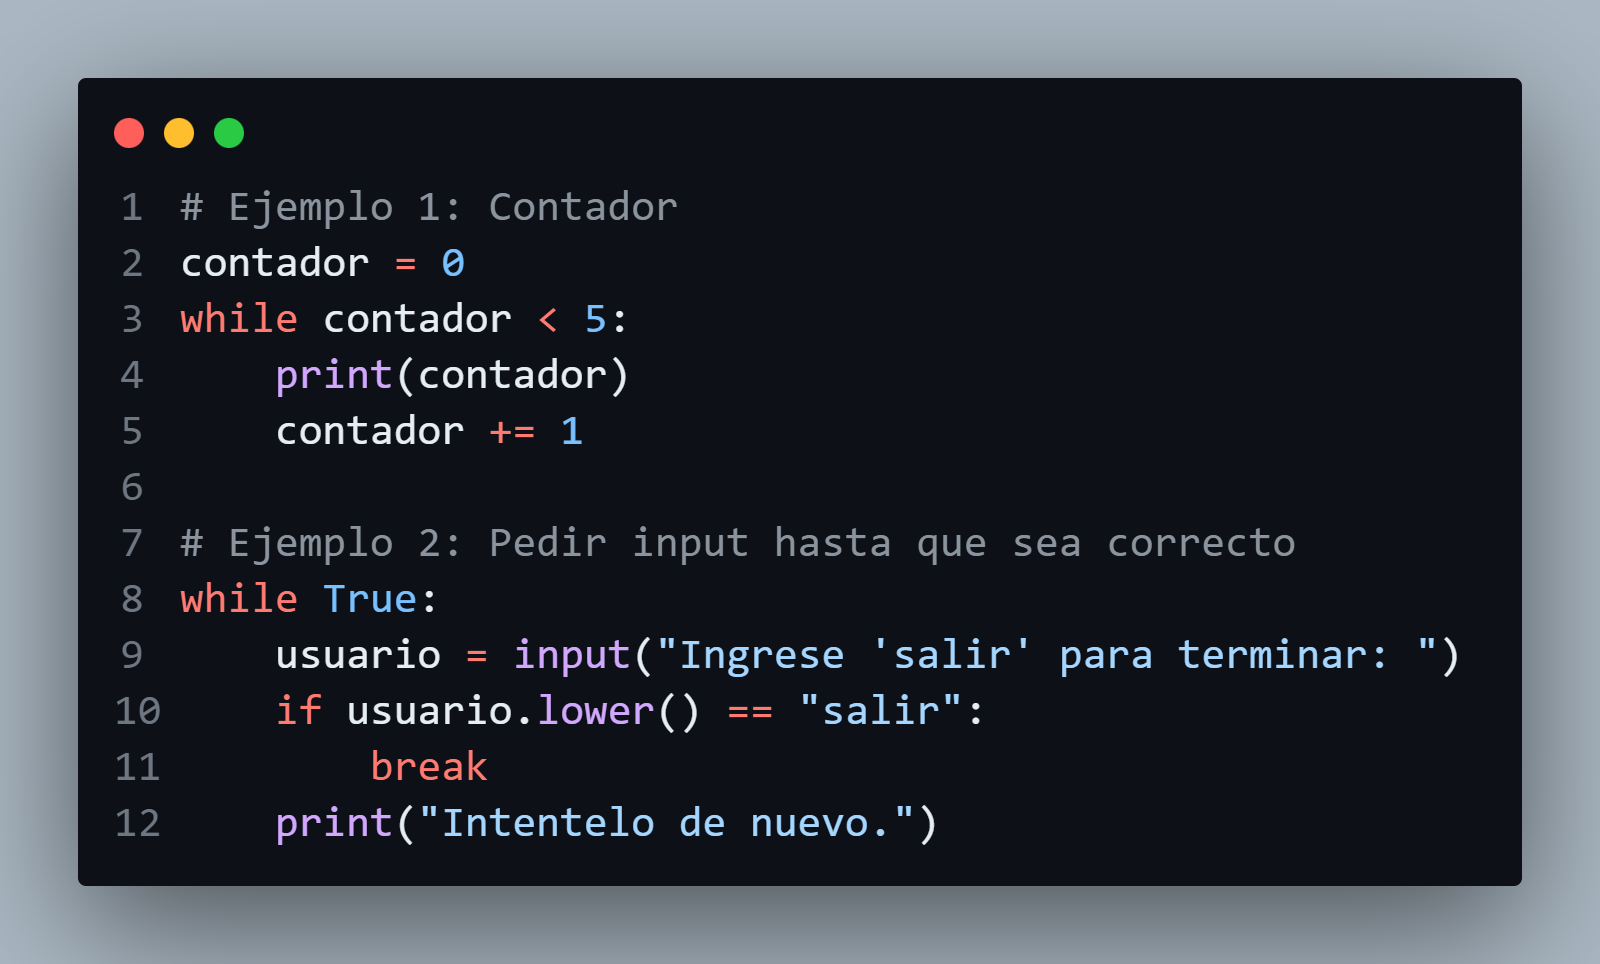 1 # Ejemplo 1: Contador
2 contador = 0
3 while contador < 5:
4     print(contador)
5     contador += 1
6
7 # Ejemplo 2: Pedir input hasta que sea correcto
8 while True:
9     usuario = input("Ingrese 'salir' para terminar: ")
10     if usuario.lower() == "salir":
11         break
12     print("Intentelo de nuevo.")